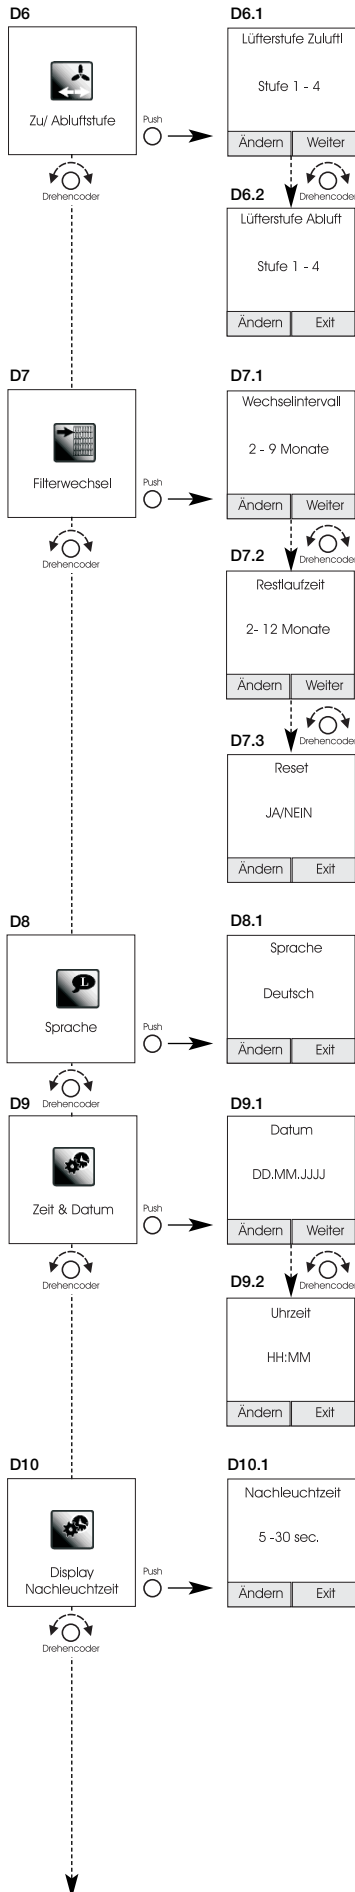 D6
D6.1
Lüfterstufe Zuluftl
Stufe 1 - 4
Zu/ Abluftstufe
Push
Ändern Weiter
Drehencoder
D6.2
Drehencoder
Lüfterstufe Abluft
Stufe 1 - 4
Ändern Exit
D7
D7.1
Wechselintervall
2 - 9 Monate
Filterwechsel
Push
Ändern Weiter
Drehencoder
D7.2
Drehencoder
Restlaufzeit
2- 12 Monate
Ändern Weiter
D7.3
Drehencoder
Reset
JA/NEIN
Ändern Exit
D8
D8.1
L
Sprache
Deutsch
Sprache
Push
Ändern Exit
Drehencoder
D9
D9.1
Datum
DD.MM.JJJJ
Zeit & Datum
Push
Ändern Weiter
Drehencoder
D9.2
Drehencoder
Uhrzeit
HH:MM
Ändern Exit
D10
D10.1
Nachleuchtzeit
5 -30 sec.
Display
Nachleuchtzeit
Push
Ändern Exit
Drehencoder